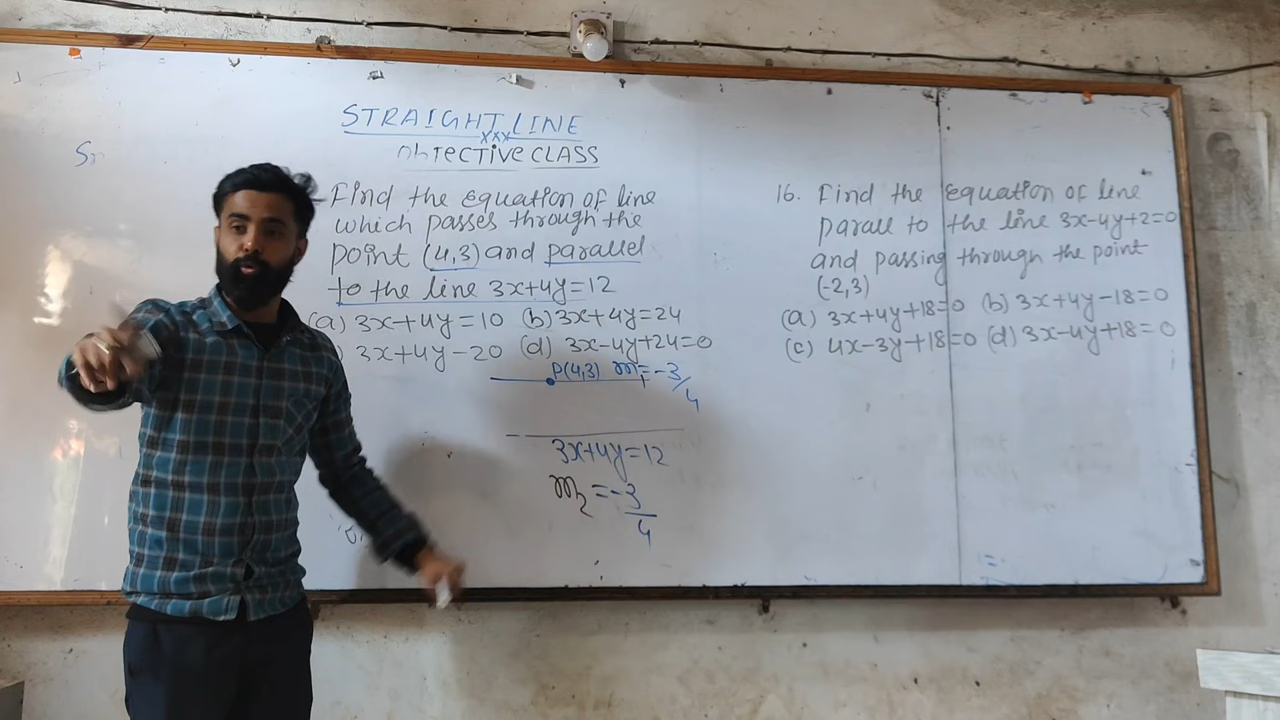 STRAIGHT LINE
xxx
OBJECTIVE CLASS
Find the equation of line
which passes through the
point (4,3) and parallel
to the line 3x+4y=12
(a) 3x+4y=10 (b) 3x+4y=24
) 3x+4y-20 (d) 3x-4y+24=0
P(4,3) m1=-3/4
3x+4y=12
m2=-3/4
16. Find the equation of line
parall to the line 3x-4y+2=0
and passing through the point
(-2,3)
(a) 3x+4y+18=0 (b) 3x+4y-18=0
(c) 4x-3y+18=0 (d) 3x-4y+18=0